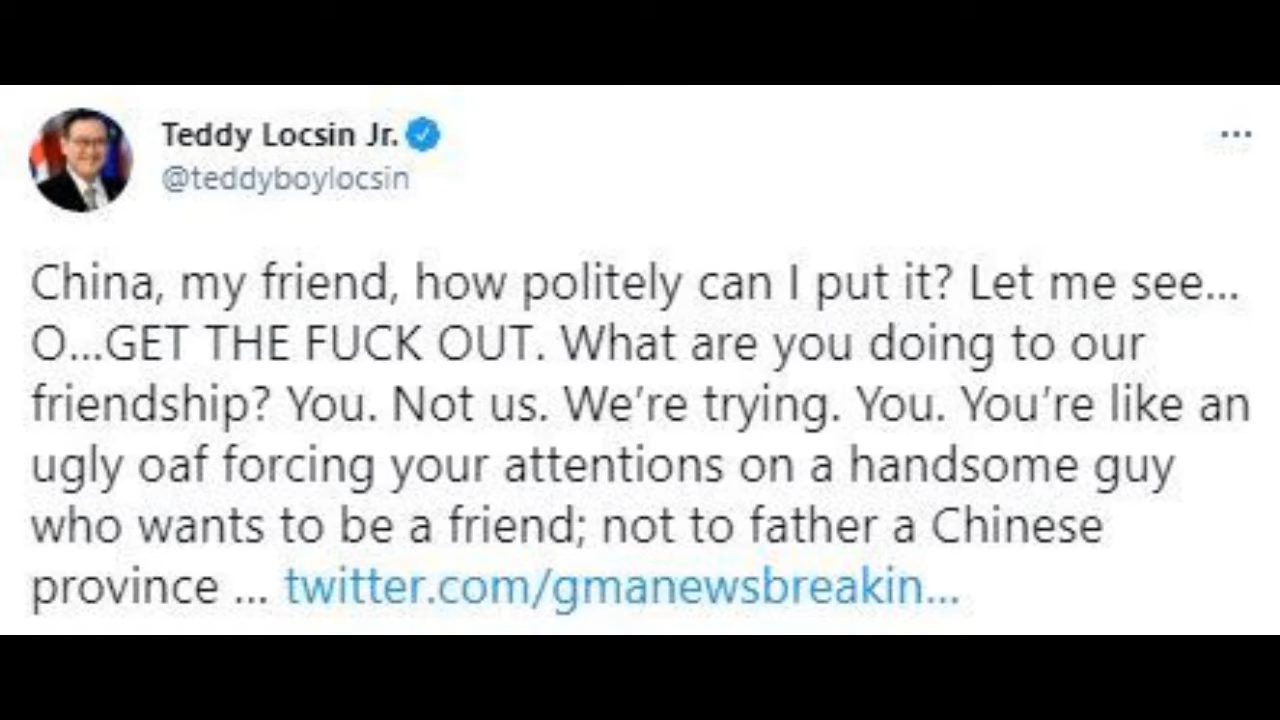 Teddy Locsin Jr.
@teddyboylocsin
China, my friend, how politely can I put it? Let me see...
O...GET THE FUCK OUT. What are you doing to our
friendship? You. Not us. We’re trying. You. You’re like an
ugly oaf forcing your attentions on a handsome guy
who wants to be a friend; not to father a Chinese
province ... twitter.com/gmanewsbreakin...